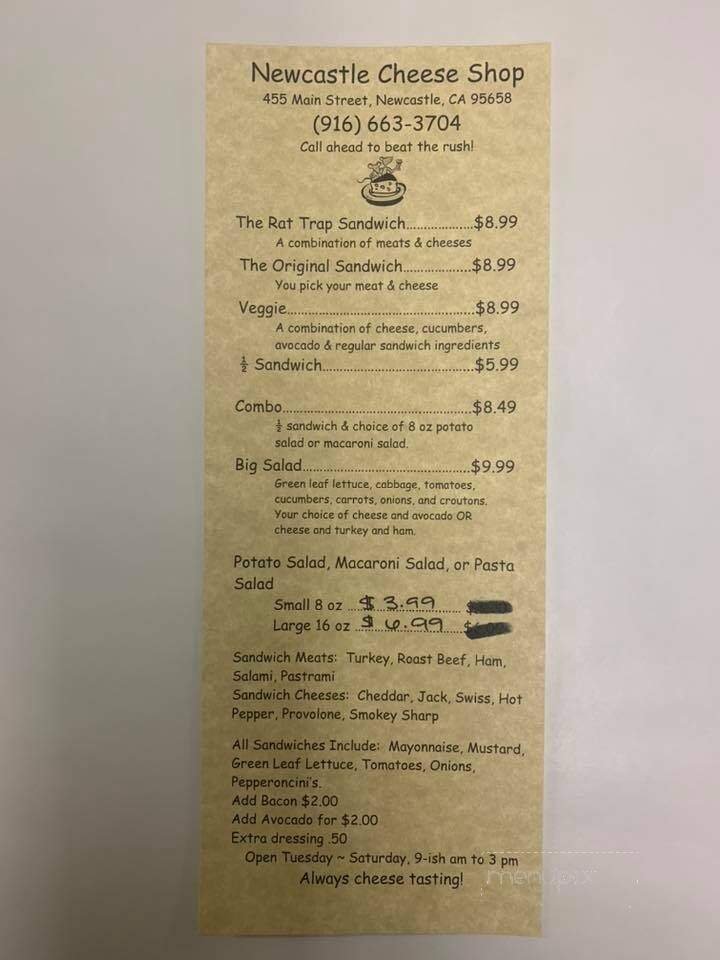 Newcastle Cheese Shop
455 Main Street, Newcastle, CA 95658
(916) 663-3704
Call ahead to beat the rush!
The Rat Trap Sandwich...................$8.99
A combination of meats & cheeses
The Original Sandwich...................$8.99
You pick your meat & cheese
Veggie.....................................................$8.99
A combination of cheese, cucumbers,
avocado & regular sandwich ingredients
½ Sandwich...........................................$5.99
Combo......................................................$8.49
½ sandwich & choice of 8 oz potato
salad or macaroni salad.
Big Salad................................................$9.99
Green leaf lettuce, cabbage, tomatoes,
cucumbers, carrots, onions, and croutons.
Your choice of cheese and avocado OR
cheese and turkey and ham.
Potato Salad, Macaroni Salad, or Pasta
Salad
Small 8 oz ....$ 3.99...... $
Large 16 oz ....$ 6.99..... $
Sandwich Meats: Turkey, Roast Beef, Ham,
Salami, Pastrami
Sandwich Cheeses: Cheddar, Jack, Swiss, Hot
Pepper, Provolone, Smokey Sharp
All Sandwiches Include: Mayonnaise, Mustard,
Green Leaf Lettuce, Tomatoes, Onions,
Pepperoncini's.
Add Bacon $2.00
Add Avocado for $2.00
Extra dressing .50
Open Tuesday ~ Saturday, 9-ish am to 3 pm
Always cheese tasting!